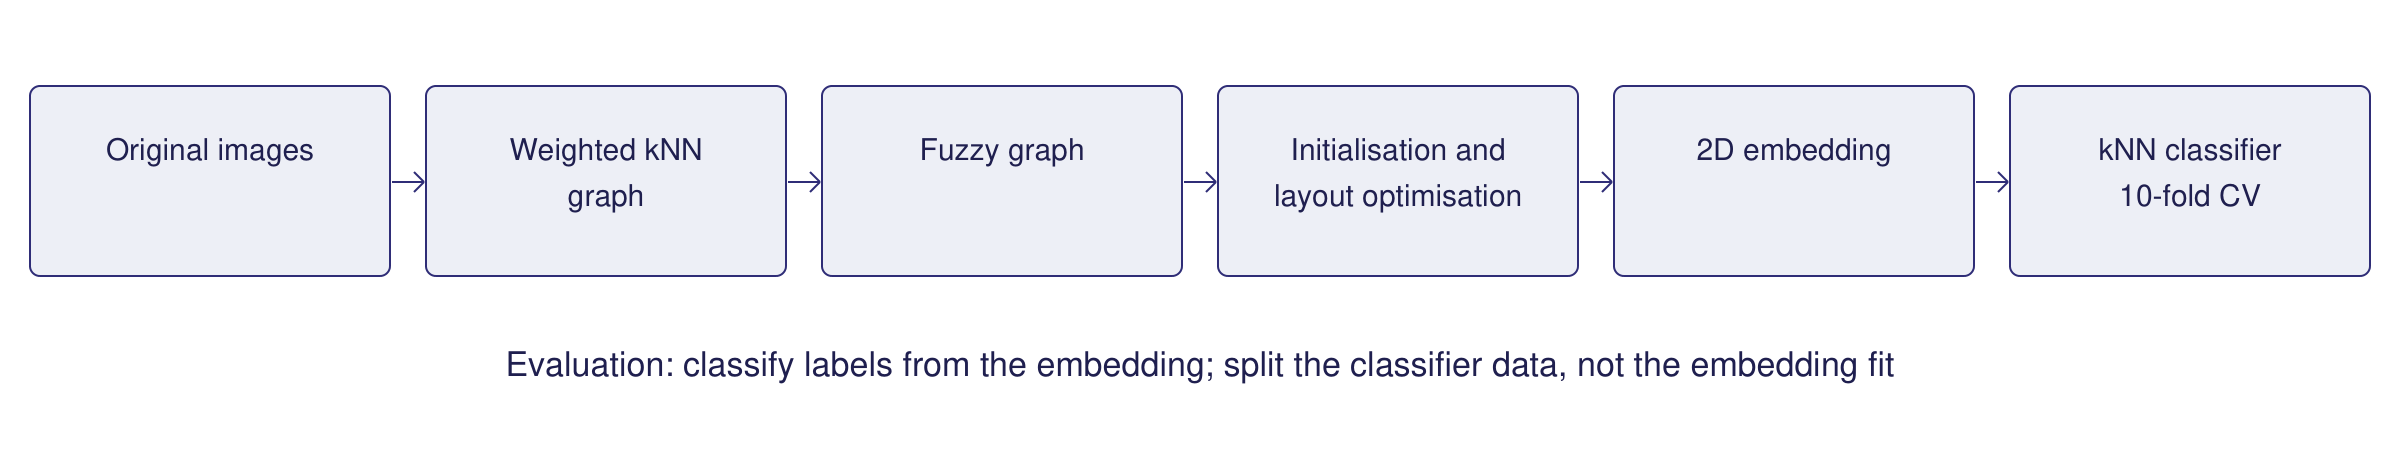 Original images
Weighted kNN
graph
Fuzzy graph
Initialisation and
layout optimisation
2D embedding
kNN classifier
10-fold CV
Evaluation: classify labels from the embedding; split the classifier data, not the embedding fit